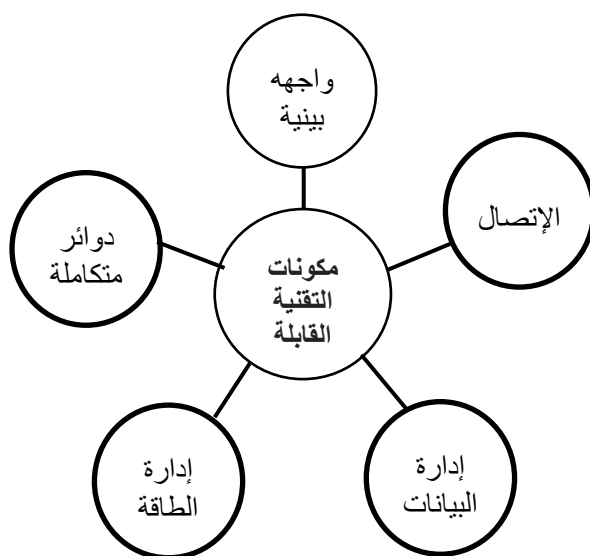 واجهه
بينية
الإتصال
دوائر
متكاملة
مكونات
التقنية
القابلة
إدارة
الطاقة
إدارة
البيانات